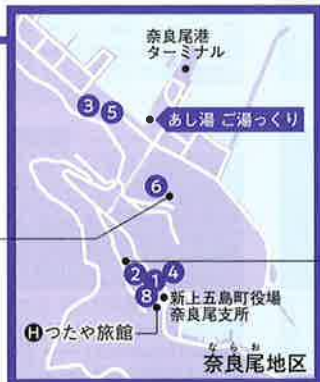 奈良尾港
ターミナル
3 5
あし湯 ご湯っくり
6
2 1 4
8
新上五島町役場
奈良尾支所
H つたや旅館
ならお
奈良尾地区